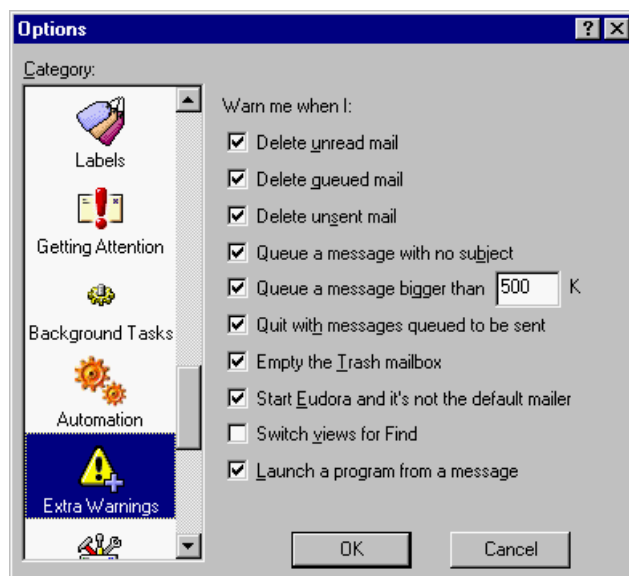 Options
Category:
Labels
Getting Attention
Background Tasks
Automation
Extra Warnings
Warn me when I:
Delete unread mail
Delete queued mail
Delete unsent mail
Queue a message with no subject
Queue a message bigger than 500 K
Quit with messages queued to be sent
Empty the Trash mailbox
Start Eudora and it's not the default mailer
Switch views for Find
Launch a program from a message
OK Cancel